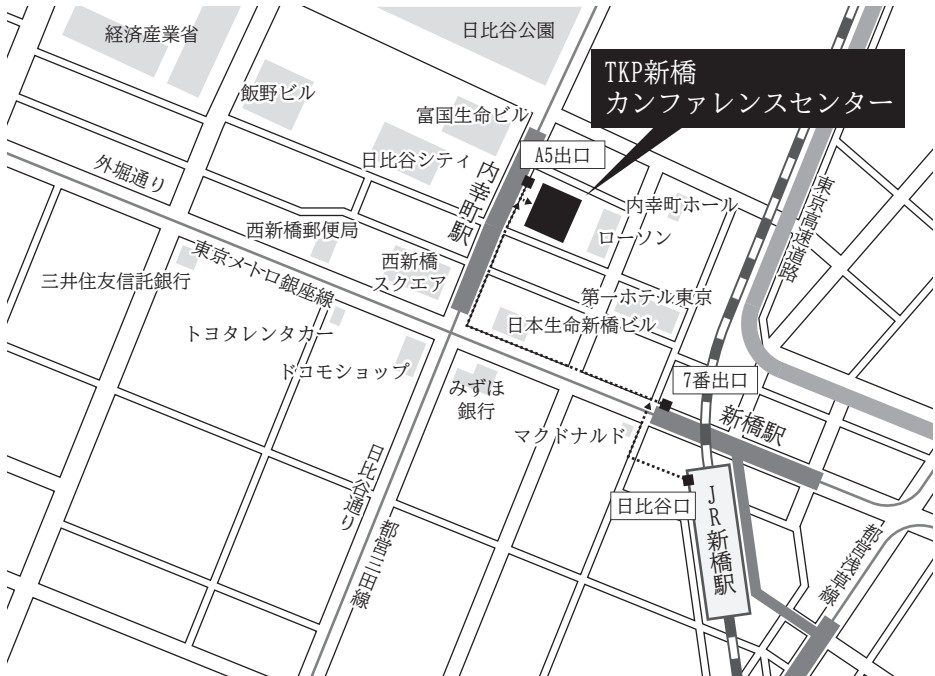 経済産業省
日比谷公園
TKP新橋
カンファレンスセンター
飯野ビル
富国生命ビル
A5出口
日比谷シティ
内幸町駅
外堀通り
内幸町ホール
東京高速道路
西新橋郵便局
ローソン
西新橋
スクエア
東京メトロ銀座線
三井住友信託銀行
第一ホテル東京
日本生命新橋ビル
トヨタレンタカー
ドコモショップ
7番出口
みずほ
銀行
新橋駅
マクドナルド
日比谷通り
日比谷口
JR新橋駅
都営三田線
都営浅草線